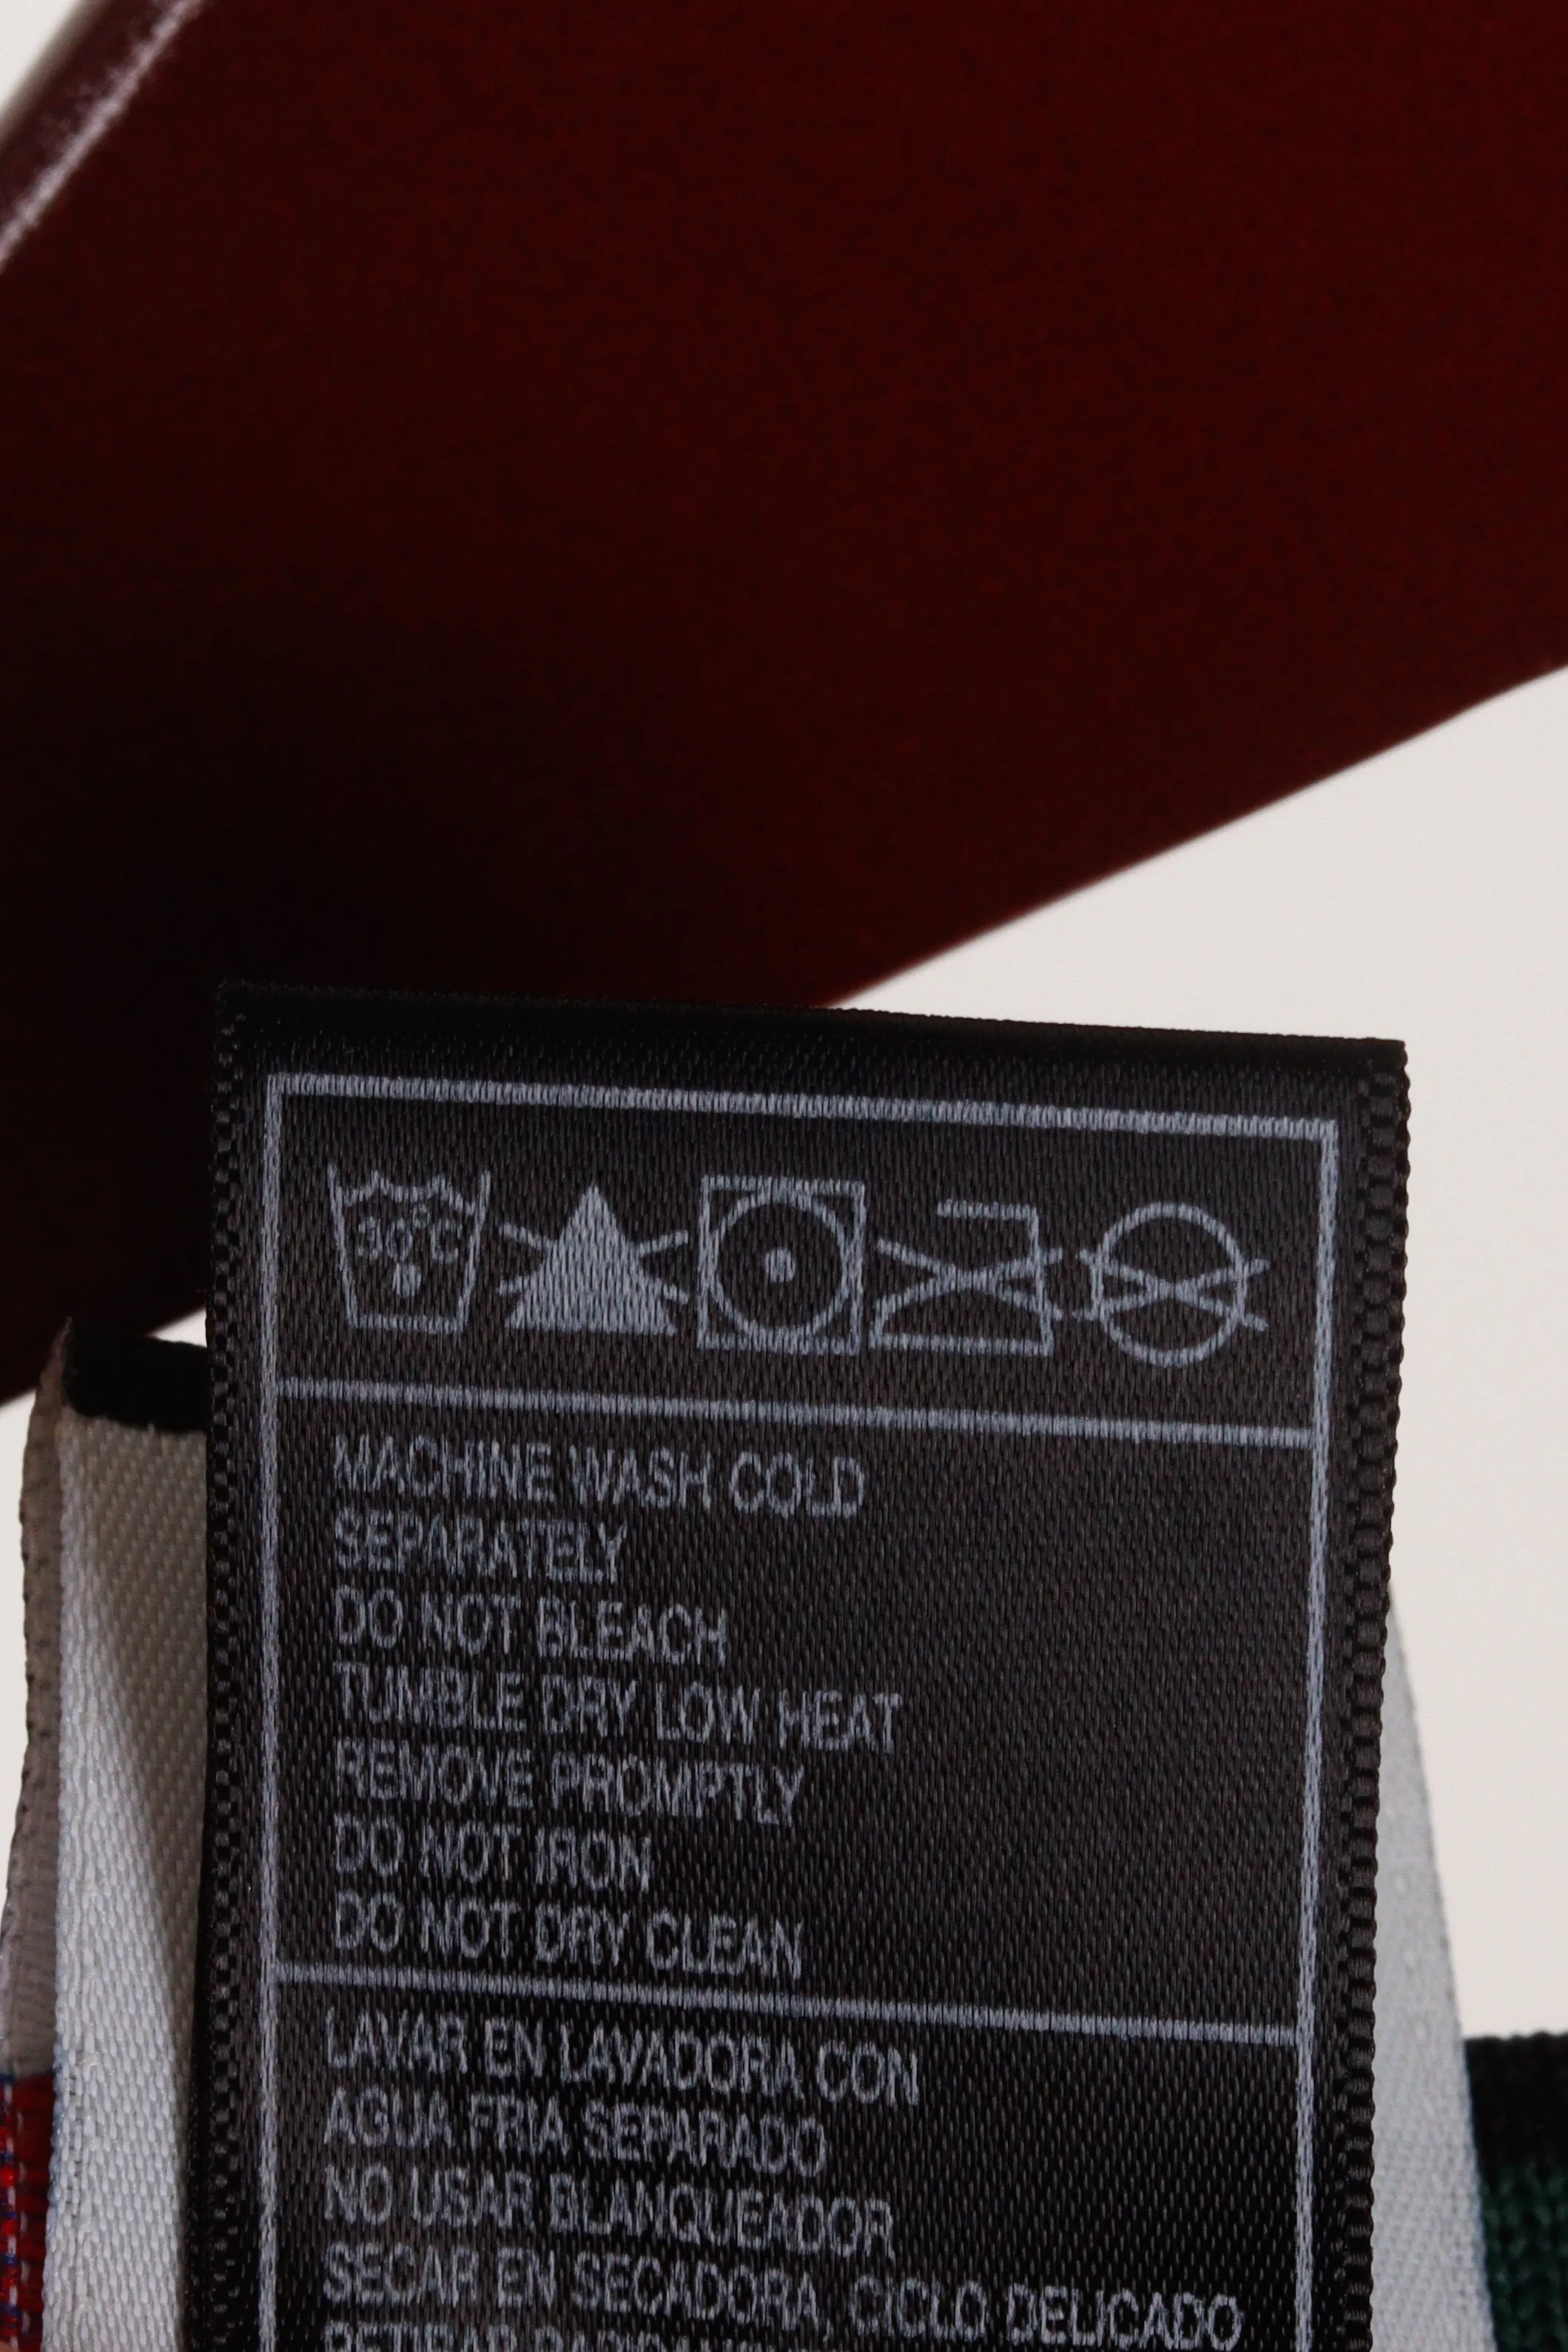 30°C
MACHINE WASH COLD
SEPARATELY
DO NOT BLEACH
TUMBLE DRY LOW HEAT
REMOVE PROMPTLY
DO NOT IRON
DO NOT DRY CLEAN
LAVAR EN LAVADORA CON
AGUA FRIA SEPARADO
NO USAR BLANQUEADOR
SECAR EN SECADORA, CICLO DELICADO